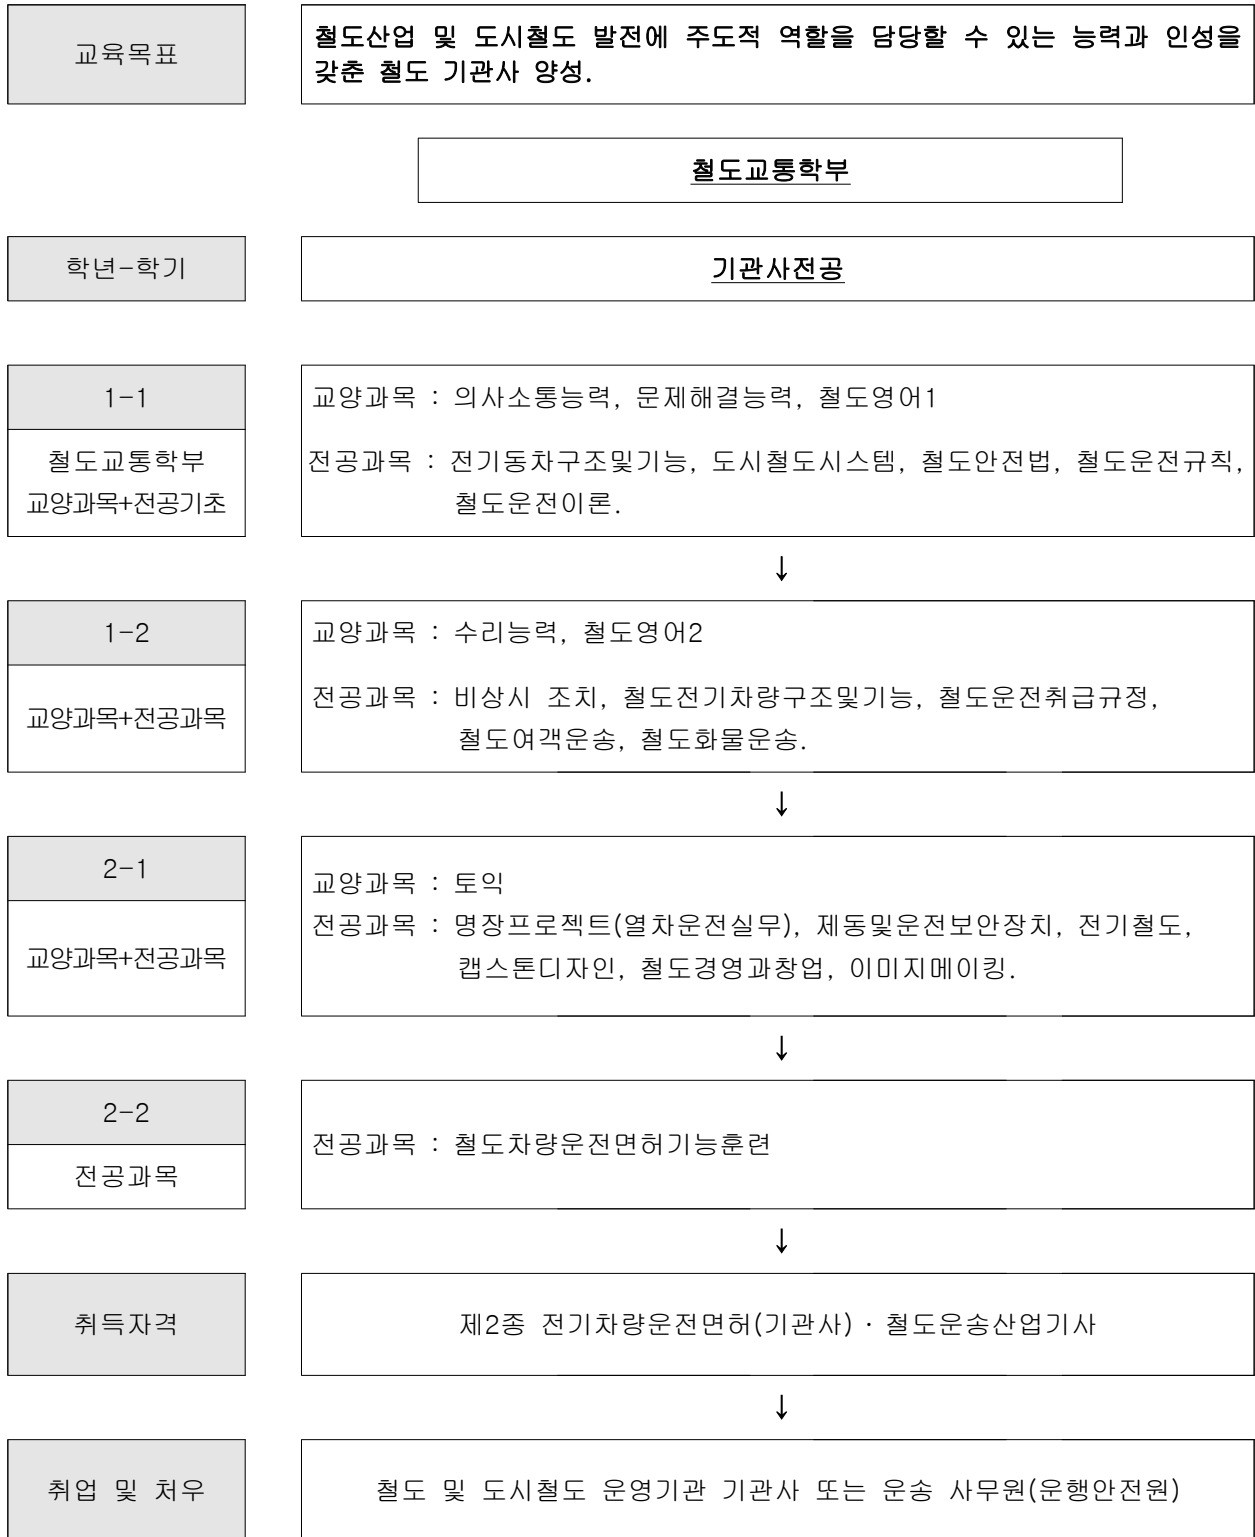 교육목표
철도산업 및 도시철도 발전에 주도적 역할을 담당할 수 있는 능력과 인성을
갖춘 철도 기관사 양성.
철도교통학부
학년-학기
기관사전공
1-1
철도교통학부
교양과목+전공기초
교양과목 : 의사소통능력, 문제해결능력, 철도영어1
전공과목 : 전기동차구조및기능, 도시철도시스템, 철도안전법, 철도운전규칙,
철도운전이론.
↓
1-2
교양과목+전공과목
교양과목 : 수리능력, 철도영어2
전공과목 : 비상시 조치, 철도전기차량구조및기능, 철도운전취급규정,
철도여객운송, 철도화물운송.
↓
2-1
교양과목+전공과목
교양과목 : 토익
전공과목 : 명장프로젝트(열차운전실무), 제동및운전보안장치, 전기철도,
캡스톤디자인, 철도경영과창업, 이미지메이킹.
↓
2-2
전공과목
전공과목 : 철도차량운전면허기능훈련
↓
취득자격
제2종 전기차량운전면허(기관사) · 철도운송산업기사
↓
취업 및 처우
철도 및 도시철도 운영기관 기관사 또는 운송 사무원(운행안전원)